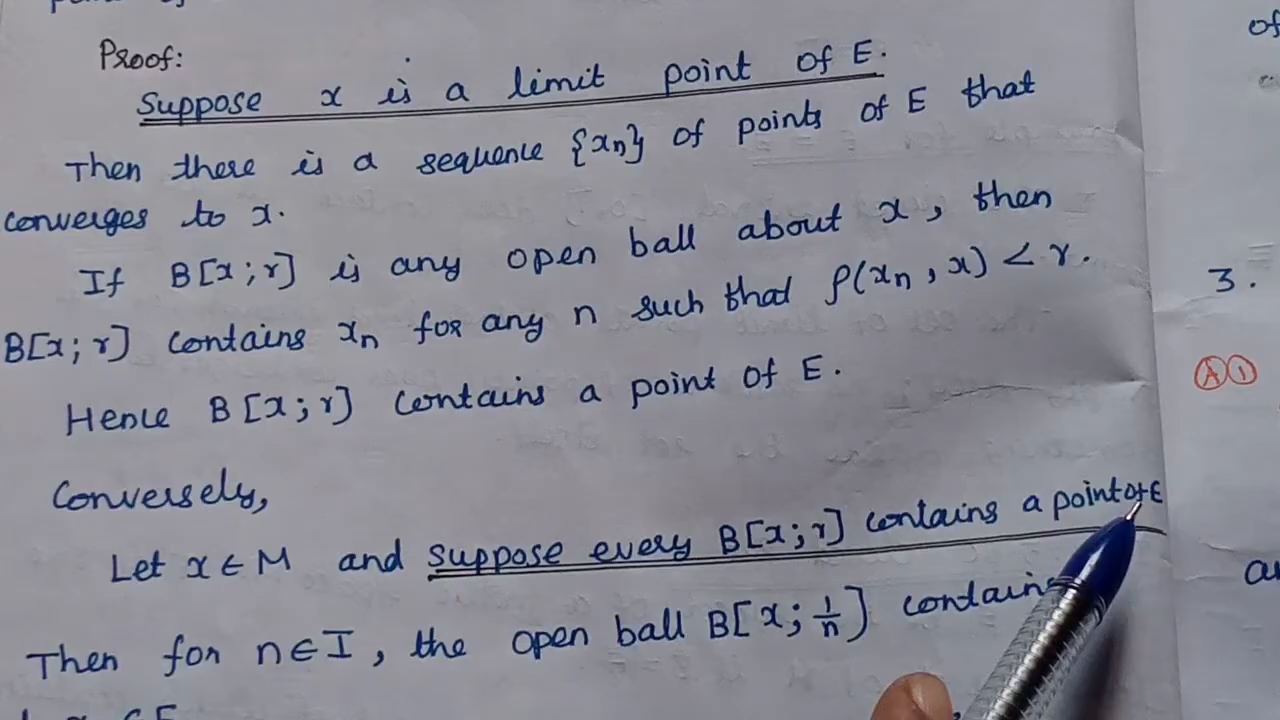 Proof:
Suppose x is a limit point of E.
Then there is a sequence {xₙ} of points of E that
converges to x.
If B[x;r] is any open ball about x, then
B[x;r] contains xₙ for any n such that ρ(xₙ, x) < r.
Hence B[x;r] contains a point of E.
Conversely,
Let x ∈ M and suppose every B[x;r] contains a point of E
Then for n ∈ I, the open ball B[x; 1/n] contains
of
3.
A 1